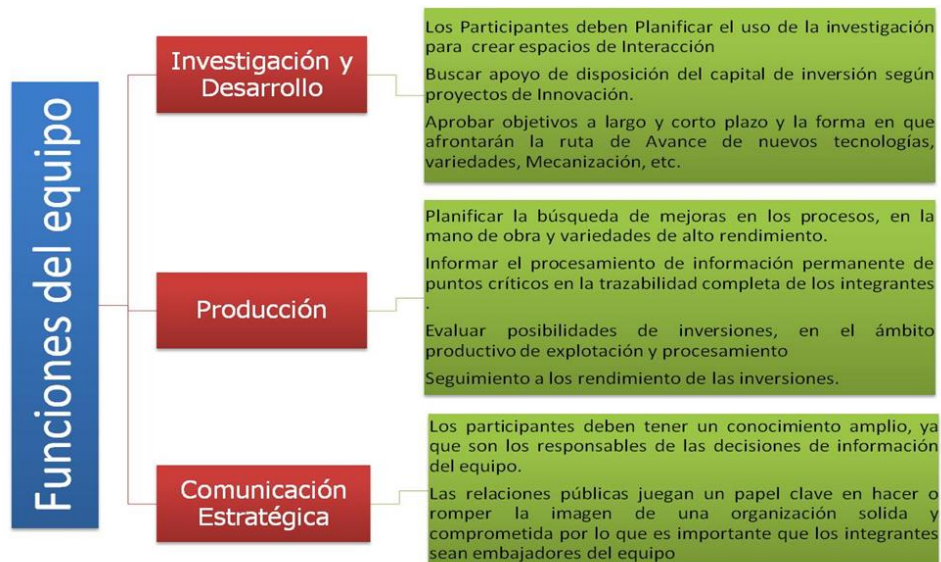 Funciones del equipo
Investigación y
Desarrollo
Los Participantes deben Planificar el uso de la investigación
para crear espacios de Interacción
Buscar apoyo de disposición del capital de inversión según
proyectos de Innovación.
Aprobar objetivos a largo y corto plazo y la forma en que
afrontarán la ruta de Avance de nuevos tecnologías,
variedades, Mecanización, etc.
Producción
Planificar la búsqueda de mejoras en los procesos, en la
mano de obra y variedades de alto rendimiento.
Informar el procesamiento de información permanente de
puntos críticos en la trazabilidad completa de los integrantes
.
Evaluar posibilidades de inversiones, en el ámbito
productivo de explotación y procesamiento
Seguimiento a los rendimiento de las inversiones.
Comunicación
Estratégica
Los participantes deben tener un conocimiento amplio, ya
que son los responsables de las decisiones de información
del equipo.
Las relaciones públicas juegan un papel clave en hacer o
romper la imagen de una organización solida y
comprometida por lo que es importante que los integrantes
sean embajadores del equipo